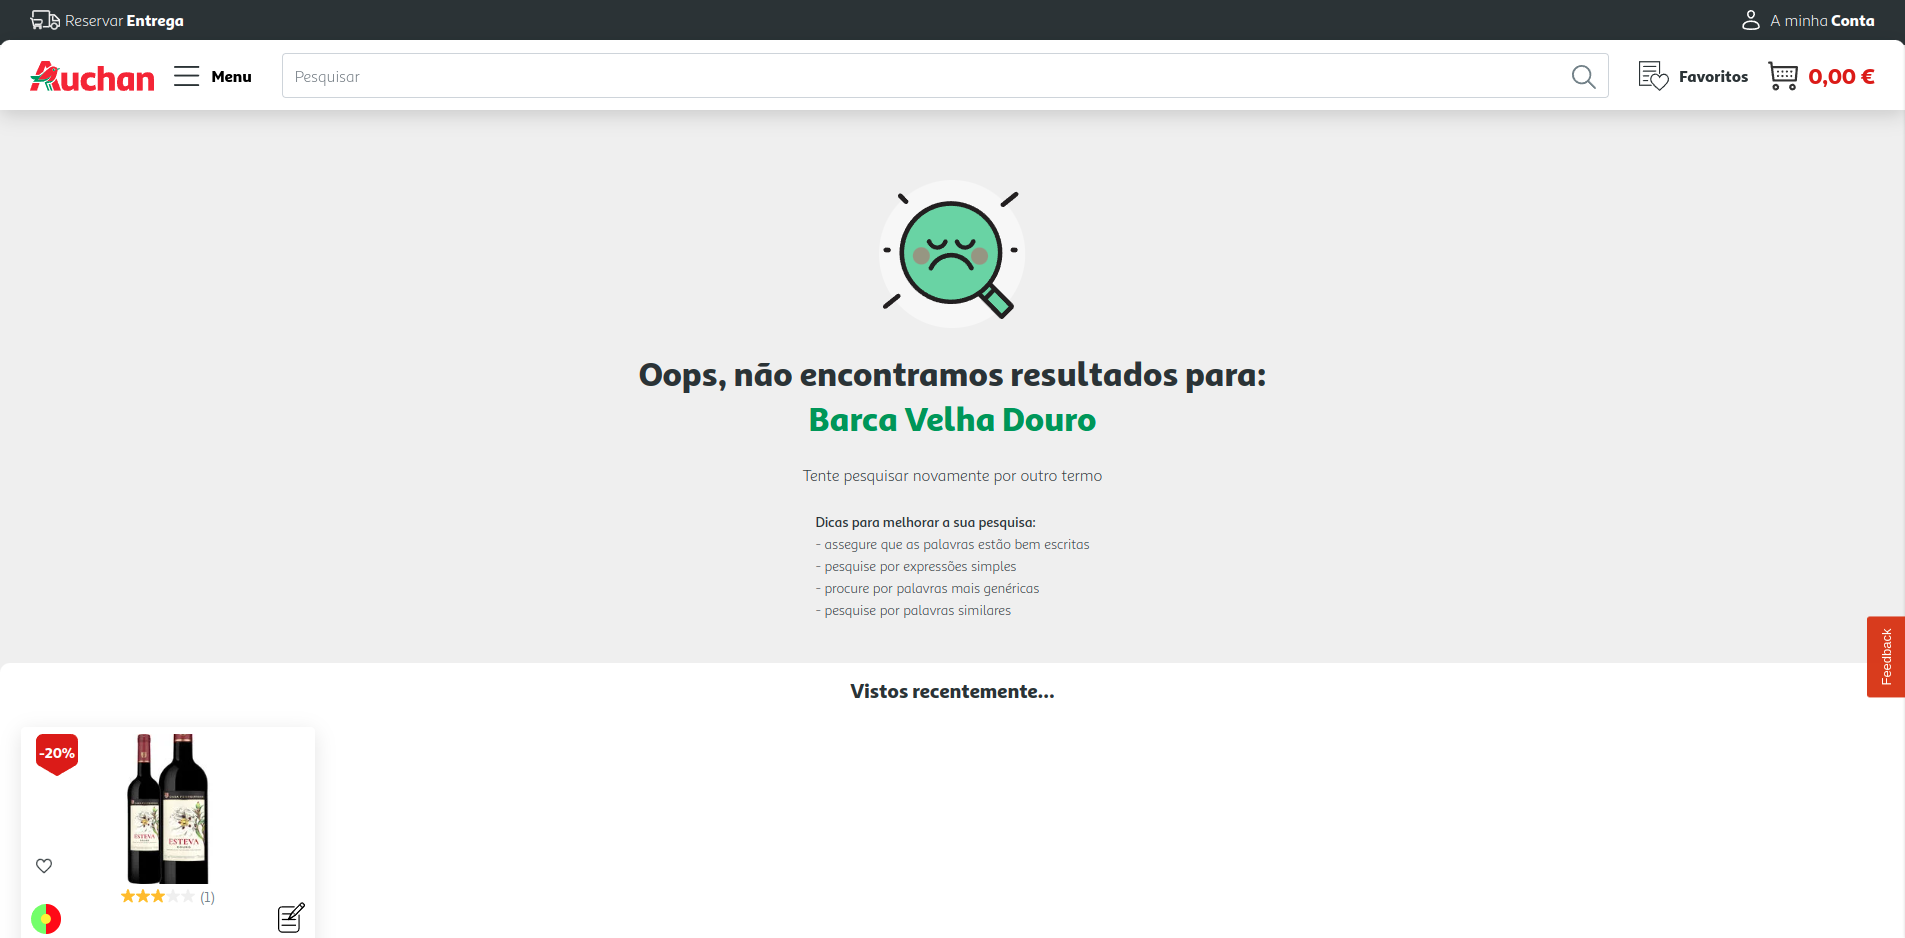 Reservar Entrega
A minha Conta
Auchan
Menu
Pesquisar
Favoritos
0,00 €
Oops, não encontramos resultados para:
Barca Velha Douro
Tente pesquisar novamente por outro termo
Dicas para melhorar a sua pesquisa:
- assegure que as palavras estão bem escritas
- pesquise por expressões simples
- procure por palavras mais genéricas
- pesquise por palavras similares
Feedback
Vistos recentemente...
-20%
ESTEVA
ESTEVA
(1)